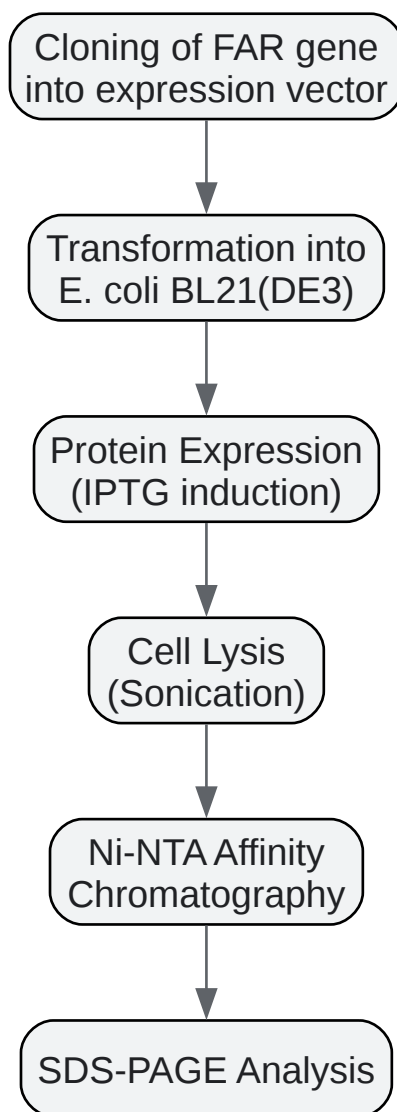 Cloning of FAR gene
into expression vector
Transformation into
E. coli BL21(DE3)
Protein Expression
(IPTG induction)
Cell Lysis
(Sonication)
Ni-NTA Affinity
Chromatography
SDS-PAGE Analysis